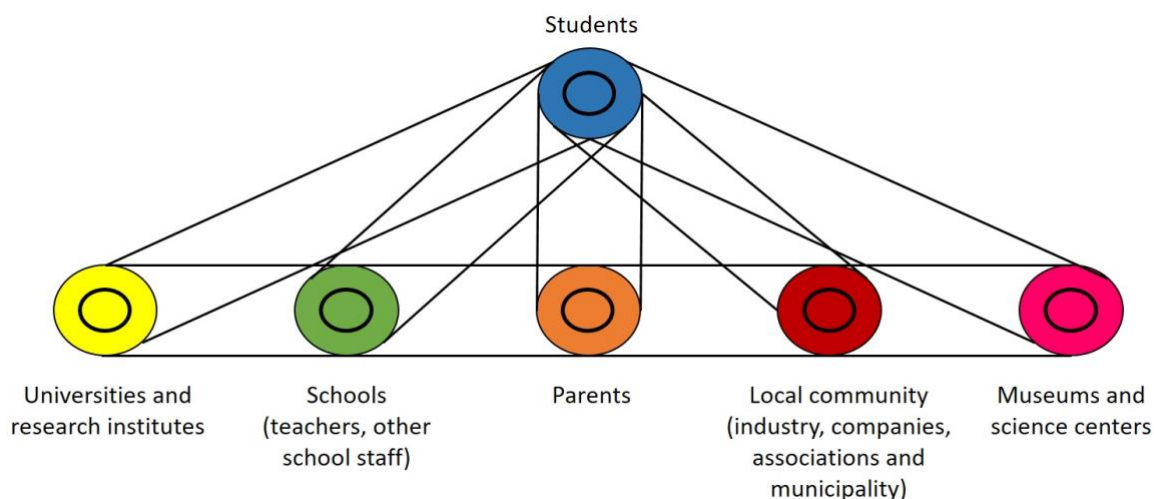 Students
Universities and
research institutes
Schools
(teachers, other
school staff)
Parents
Local community
(industry, companies,
associations and
municipality)
Museums and
science centers